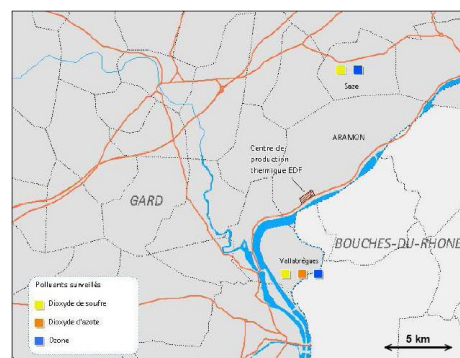 Saze
ARAMON
Centre de
production
thermique EDF
GARD
BOUCHES-DU-RHONE
Vallabrègues
Polluants surveillés
Dioxyde de soufre
Dioxyde d'azote
Ozone
5 km